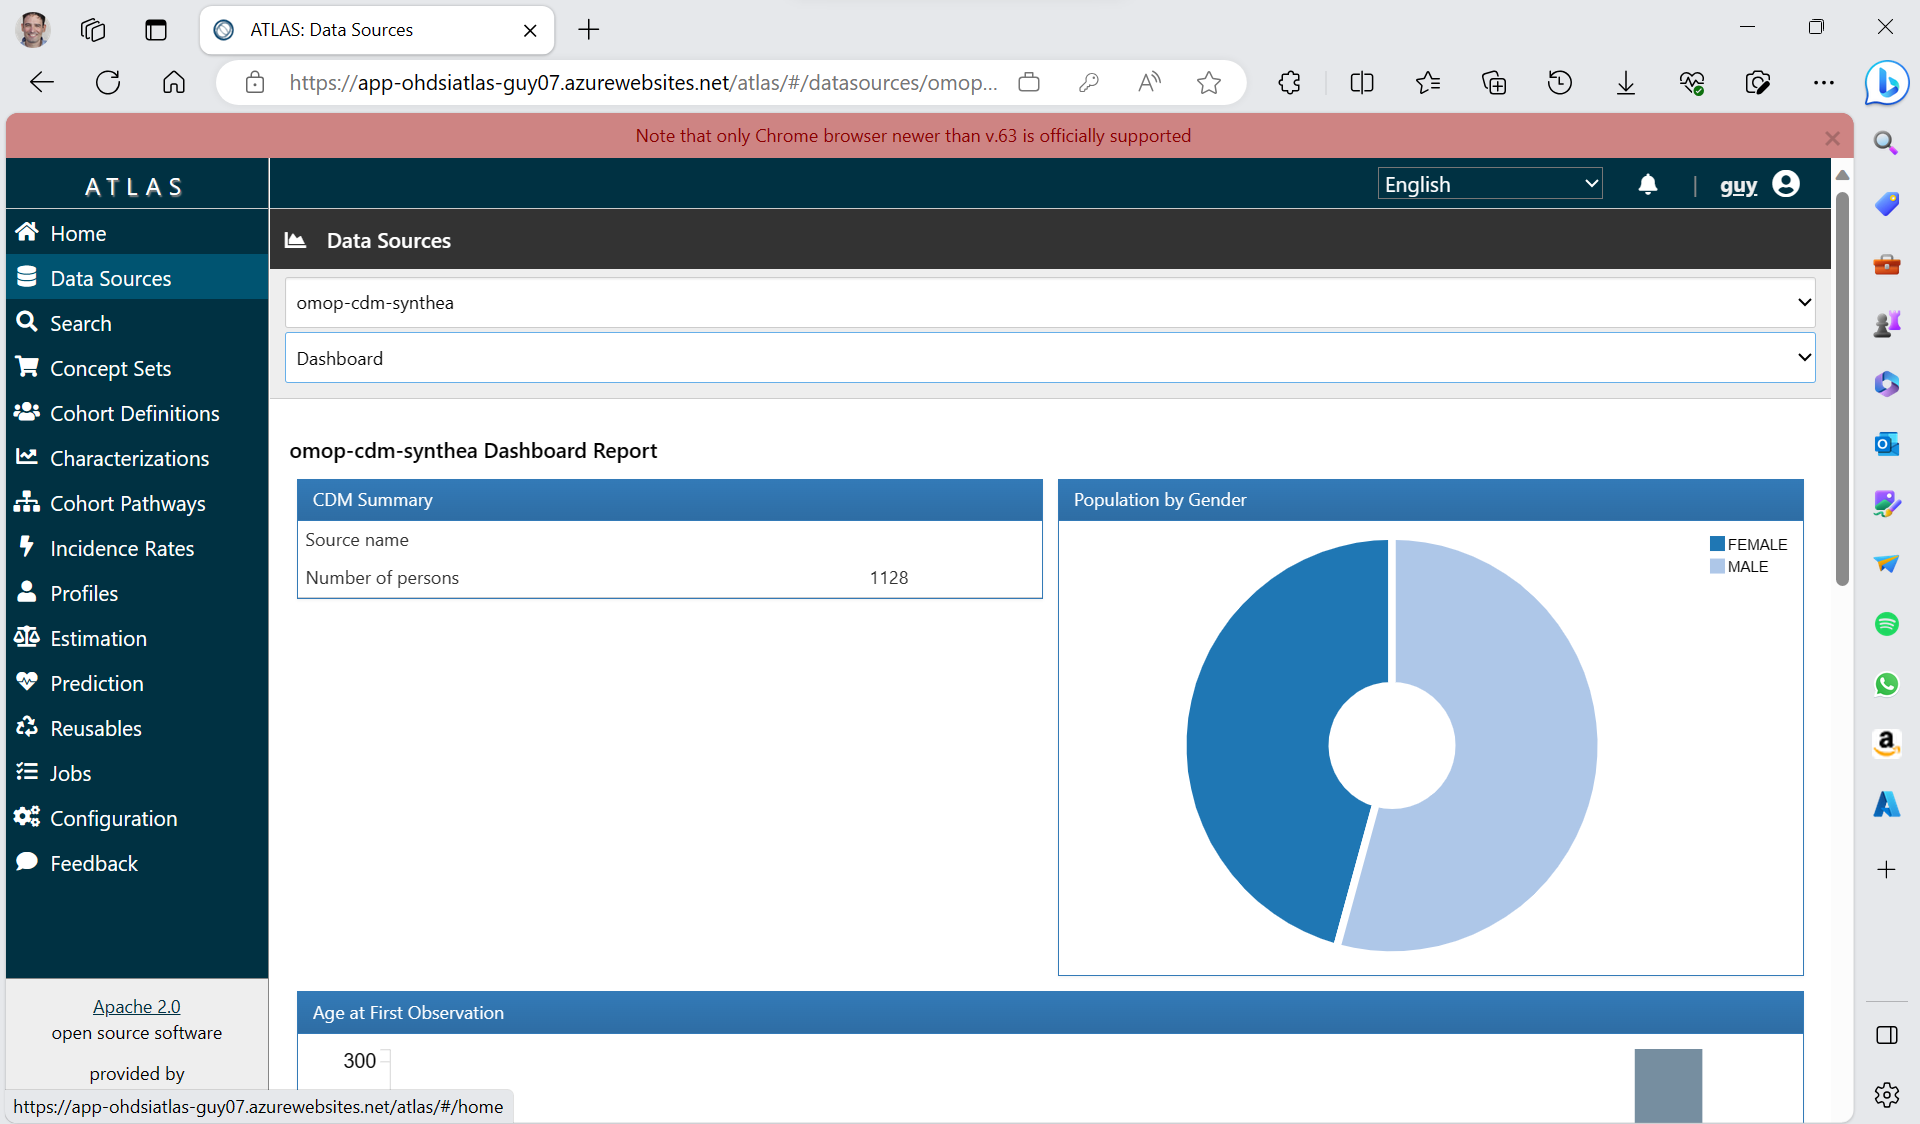 ATLAS: Data Sources
https://app-ohdsiatlas-guy07.azurewebsites.net/atlas/#/datasources/omop...
Note that only Chrome browser newer than v.63 is officially supported
ATLAS
English
guy
Home
Data Sources
Search
Concept Sets
Cohort Definitions
Characterizations
Cohort Pathways
Incidence Rates
Profiles
Estimation
Prediction
Reusables
Jobs
Configuration
Feedback
Apache 2.0
open source software
provided by
https://app-ohdsiatlas-guy07.azurewebsites.net/atlas/#/home
Data Sources
omop-cdm-synthea
Dashboard
omop-cdm-synthea Dashboard Report
CDM Summary
Source name
Number of persons 1128
Population by Gender
FEMALE
MALE
Age at First Observation
300